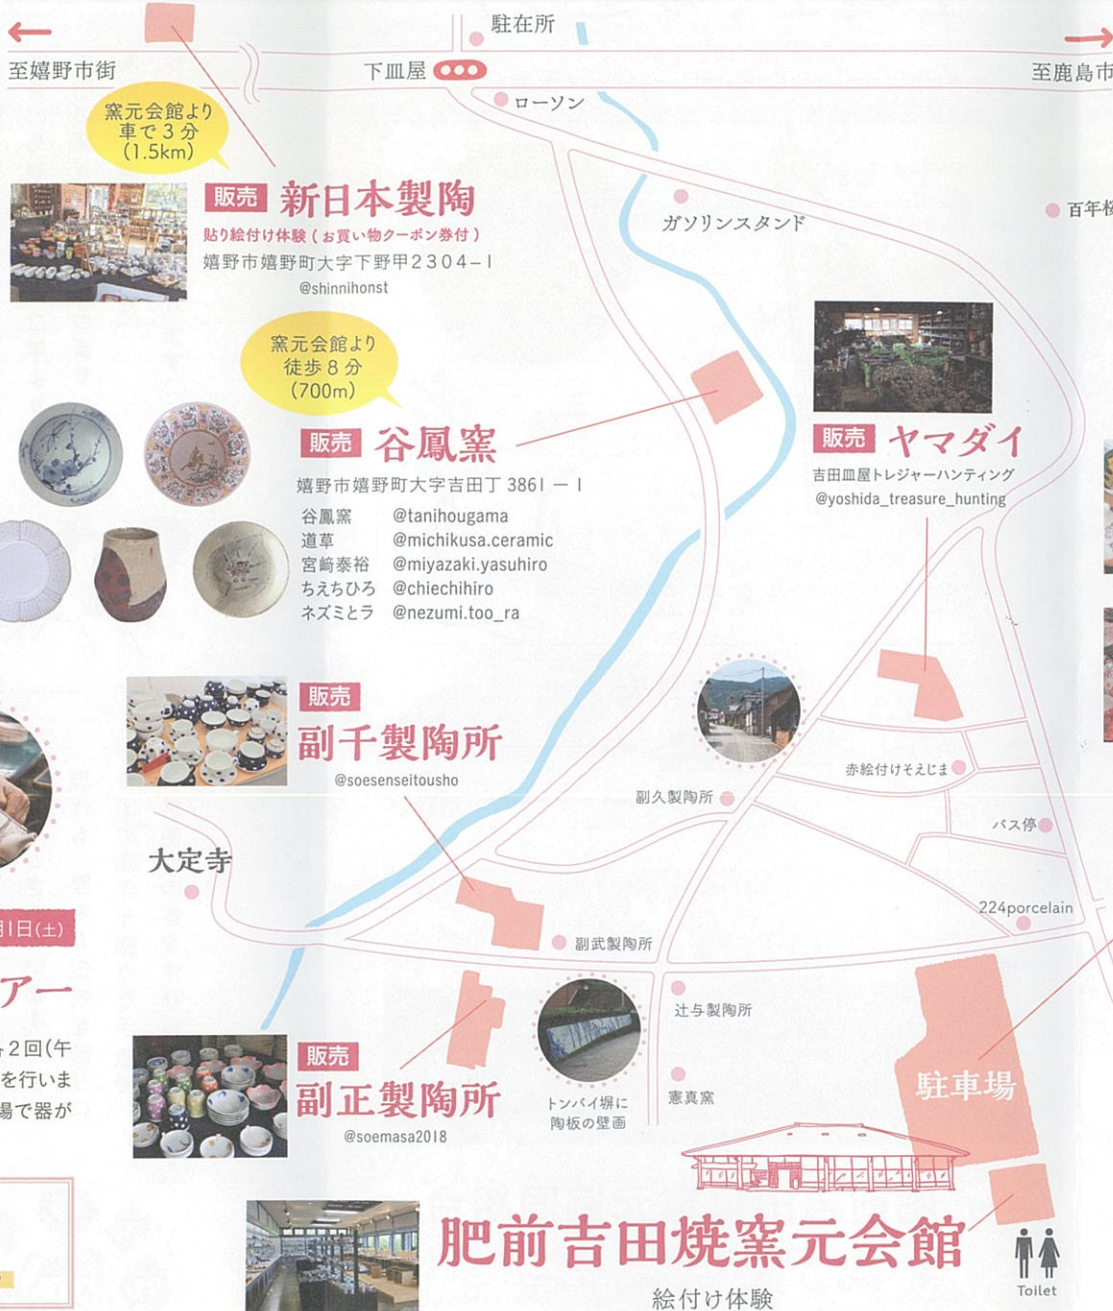 駐在所
至嬉野市街
下皿屋
至鹿島市
ローソン
窯元会館より
車で3分
(1.5km)
販売 新日本製陶
貼り絵付け体験(お買い物クーポン券付)
嬉野市嬉野町大字下野甲2304-1
@shinnihonst
ガソリンスタンド
百年桜
窯元会館より
徒歩8分
(700m)
販売 谷鳳窯
嬉野市嬉野町大字吉田丁3861-1
谷鳳窯 @tanihougama
道草 @michikusa.ceramic
宮﨑泰裕 @miyazaki.yasuhiro
ちえちひろ @chiechihiro
ネズミとラ @nezumi.too_ra
販売 ヤマダイ
吉田皿屋トレジャーハンティング
@yoshida_treasure_hunting
販売
副千製陶所
@soesenseitousho
赤絵付けそえじま
副久製陶所
バス停
大定寺
224porcelain
月1日(土)
副武製陶所
アー
辻与製陶所
各2回(午
を行いま
場で器が
販売
副正製陶所
@soemasa2018
トンバイ塀に
陶板の壁画
憲真窯
駐車場
肥前吉田焼窯元会館
絵付け体験
Toilet